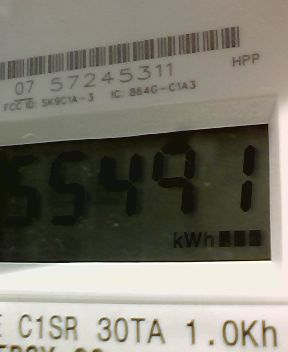 07 57245311 HPP
FCC ID: SK9C1A-3 IC: 864G-C1A3
55491
kWh
E C1SR 30TA 1.0Kh